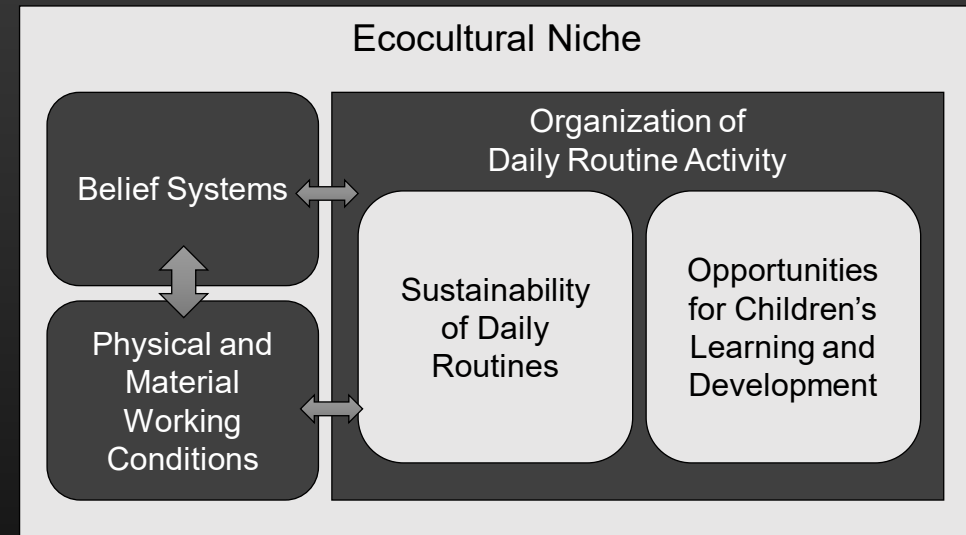 Ecocultural Niche
Belief Systems
Organization of
Daily Routine Activity
Physical and
Material
Working
Conditions
Sustainability
of Daily
Routines
Opportunities
for Children’s
Learning and
Development